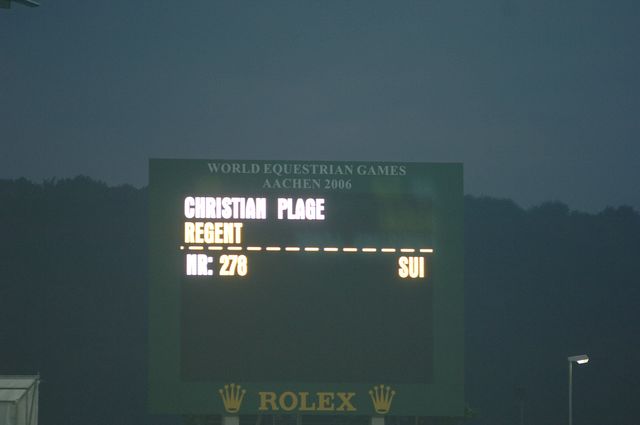 WORLD EQUESTRIAN GAMES
AACHEN 2006
CHRISTIAN PLAGE
REGENT
NR: 278 SUI
ROLEX